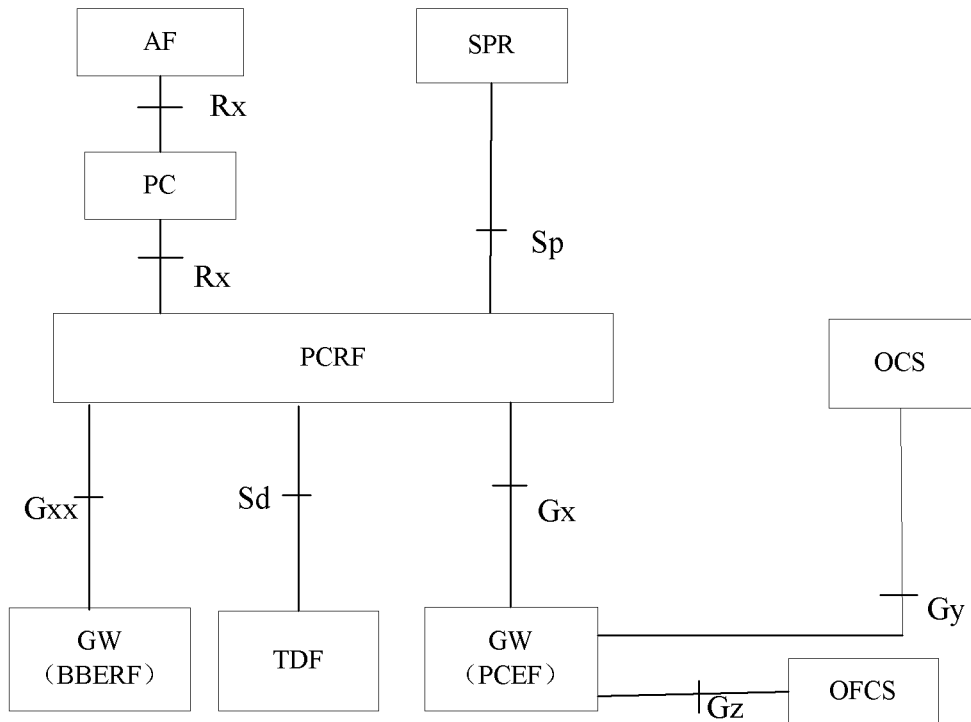 AF
SPR
Rx
PC
Sp
Rx
PCRF
OCS
Gxx
Sd
Gx
Gy
GW
（BBERF）
TDF
GW
（PCEF）
OFCS
Gz